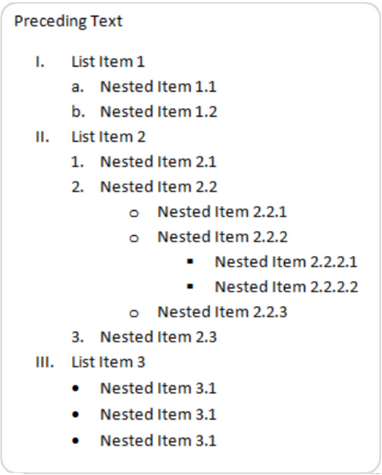 Preceding Text
I. List Item 1
a. Nested Item 1.1
b. Nested Item 1.2
II. List Item 2
1. Nested Item 2.1
2. Nested Item 2.2
o Nested Item 2.2.1
o Nested Item 2.2.2
▪ Nested Item 2.2.2.1
▪ Nested Item 2.2.2.2
o Nested Item 2.2.3
3. Nested Item 2.3
III. List Item 3
• Nested Item 3.1
• Nested Item 3.1
• Nested Item 3.1